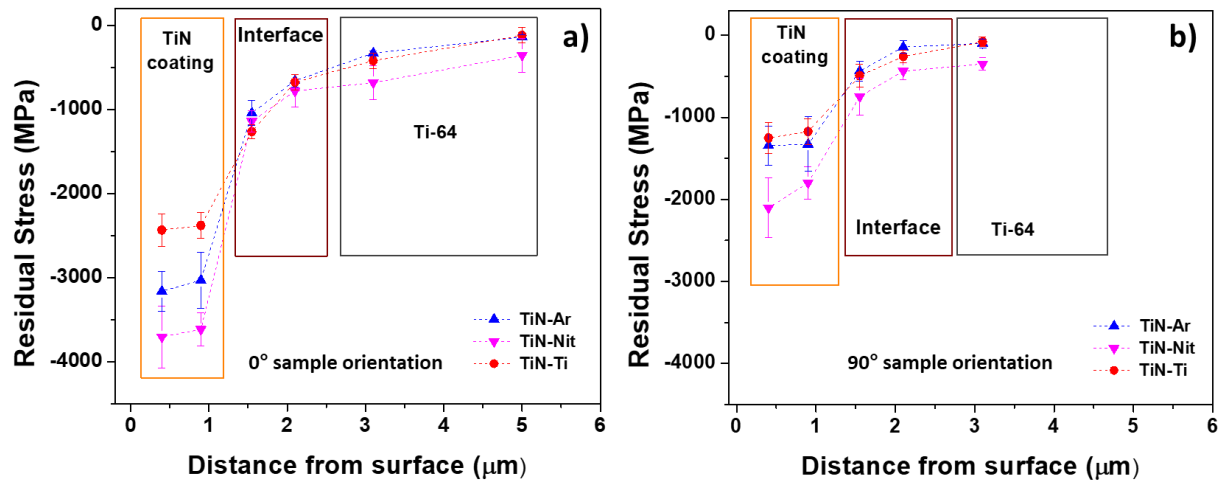 a)
TiN
coating
Interface
Ti-64
Residual Stress (MPa)
0
-1000
-2000
-3000
-4000
TiN-Ar
TiN-Nit
TiN-Ti
0° sample orientation
0 1 2 3 4 5 6
Distance from surface (μm)
b)
TiN
coating
Interface
Ti-64
Residual Stress (MPa)
0
-1000
-2000
-3000
-4000
TiN-Ar
TiN-Nit
TiN-Ti
90° sample orientation
0 1 2 3 4 5 6
Distance from surface (μm)